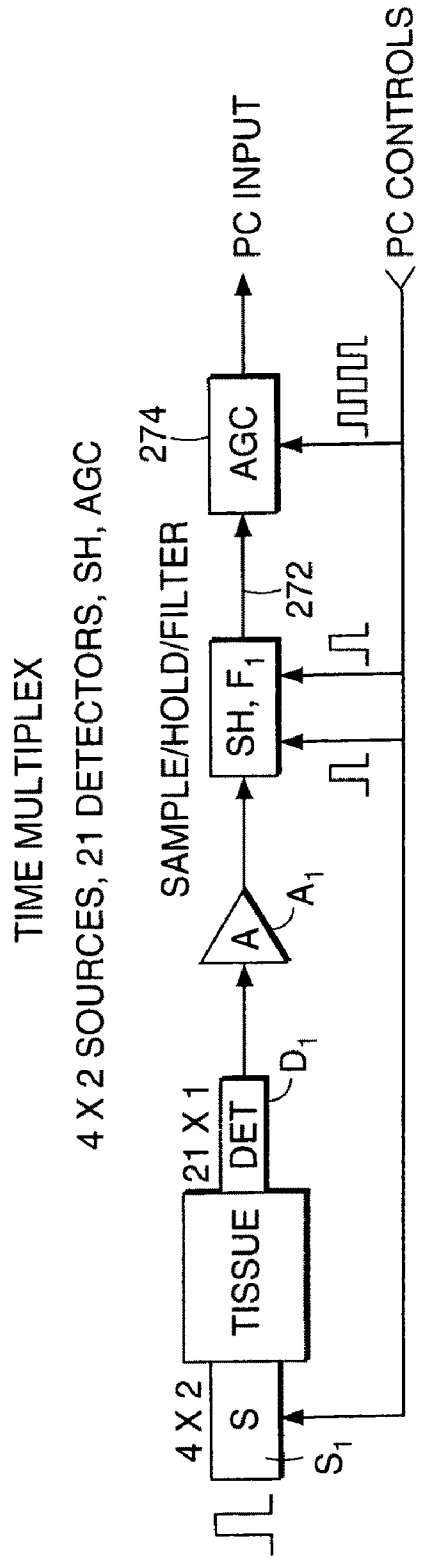 TIME MULTIPLEX
4 X 2 SOURCES, 21 DETECTORS, SH, AGC
SAMPLE/HOLD/FILTER
4 X 2
S
S1
TISSUE
21 X 1
DET
D1
A
A1
SH, F1
272
AGC
274
PC INPUT
PC CONTROLS